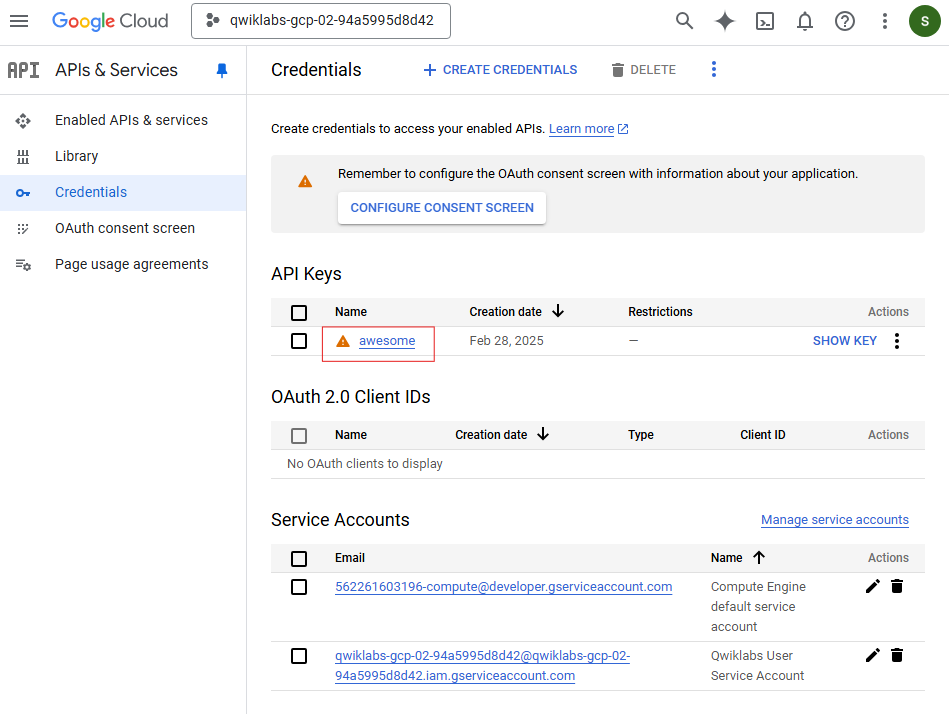 Google Cloud
qwiklabs-gcp-02-94a5995d8d42
S
API APIs & Services
Credentials
CREATE CREDENTIALS
DELETE
Enabled APIs & services
Library
Credentials
OAuth consent screen
Page usage agreements
Create credentials to access your enabled APIs. Learn more
Remember to configure the OAuth consent screen with information about your application.
CONFIGURE CONSENT SCREEN
API Keys
Name Creation date Restrictions Actions
awesome Feb 28, 2025 — SHOW KEY
OAuth 2.0 Client IDs
Name Creation date Type Client ID Actions
No OAuth clients to display
Service Accounts
Manage service accounts
Email Name Actions
562261603196-compute@developer.gserviceaccount.com Compute Engine
default service
account
qwiklabs-gcp-02-94a5995d8d42@qwiklabs-gcp-02- Qwiklabs User
94a5995d8d42.iam.gserviceaccount.com Service Account